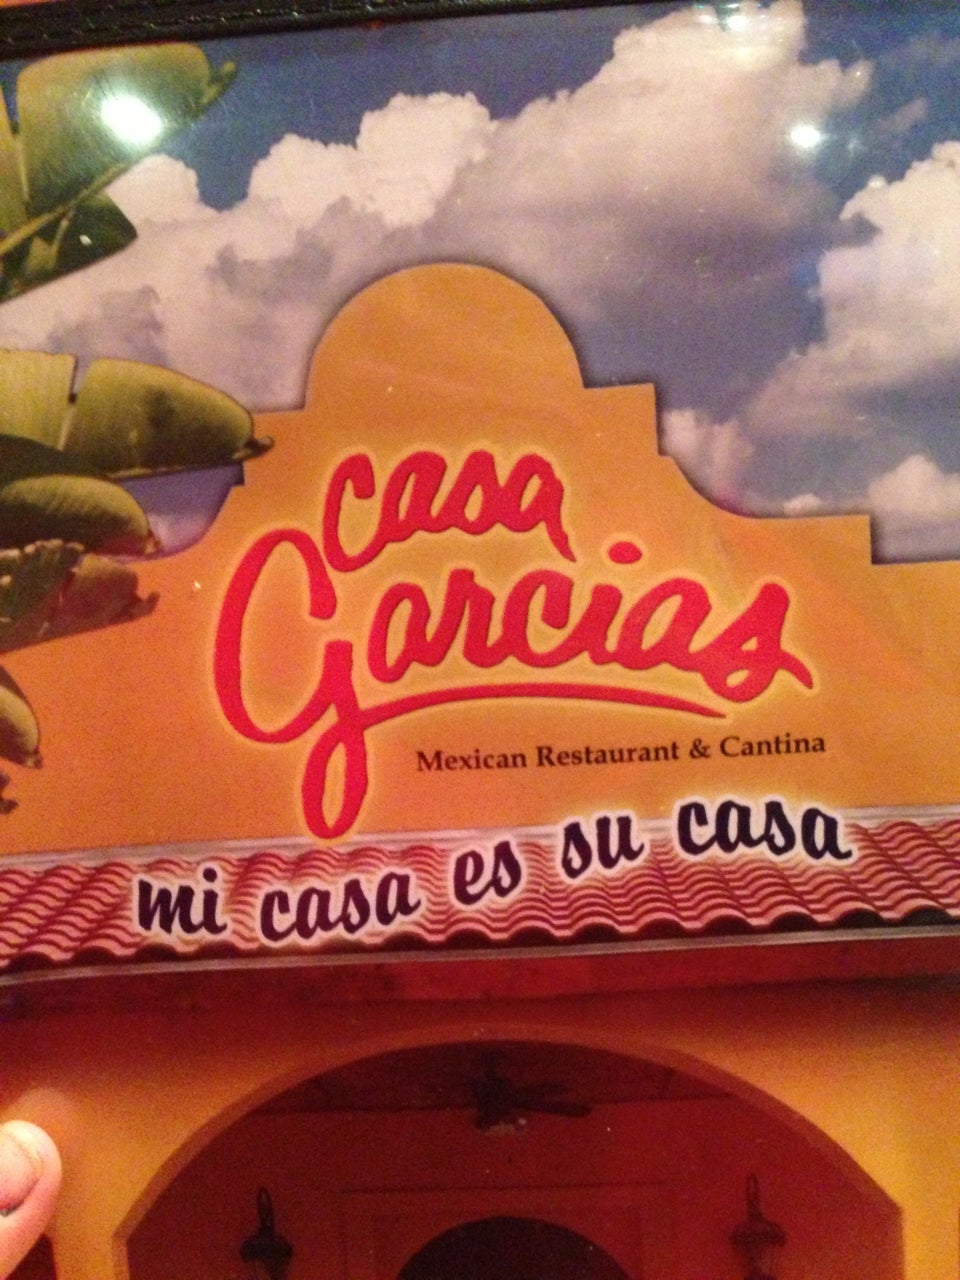 casa
Garcias
Mexican Restaurant & Cantina
mi casa es su casa